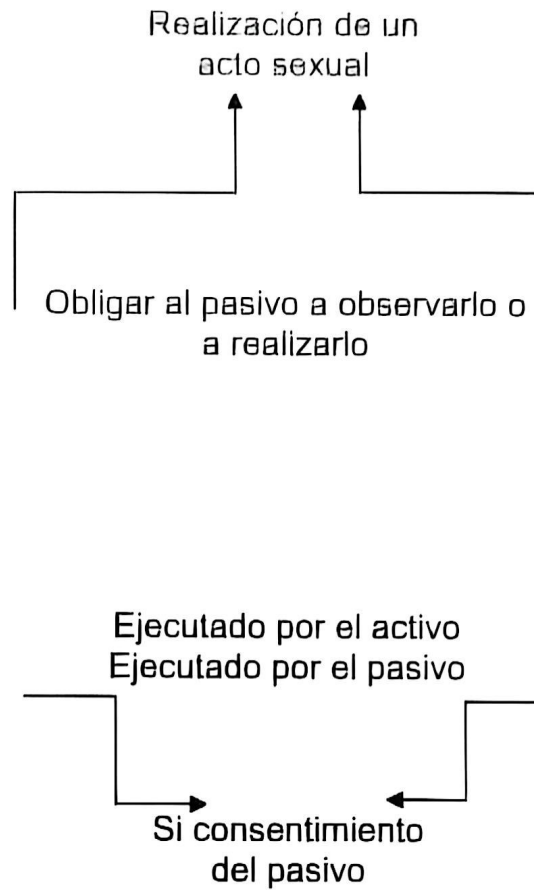 Realización de un
acto sexual
Obligar al pasivo a observarlo o
a realizarlo
Ejecutado por el activo
Ejecutado por el pasivo
Si consentimiento
del pasivo